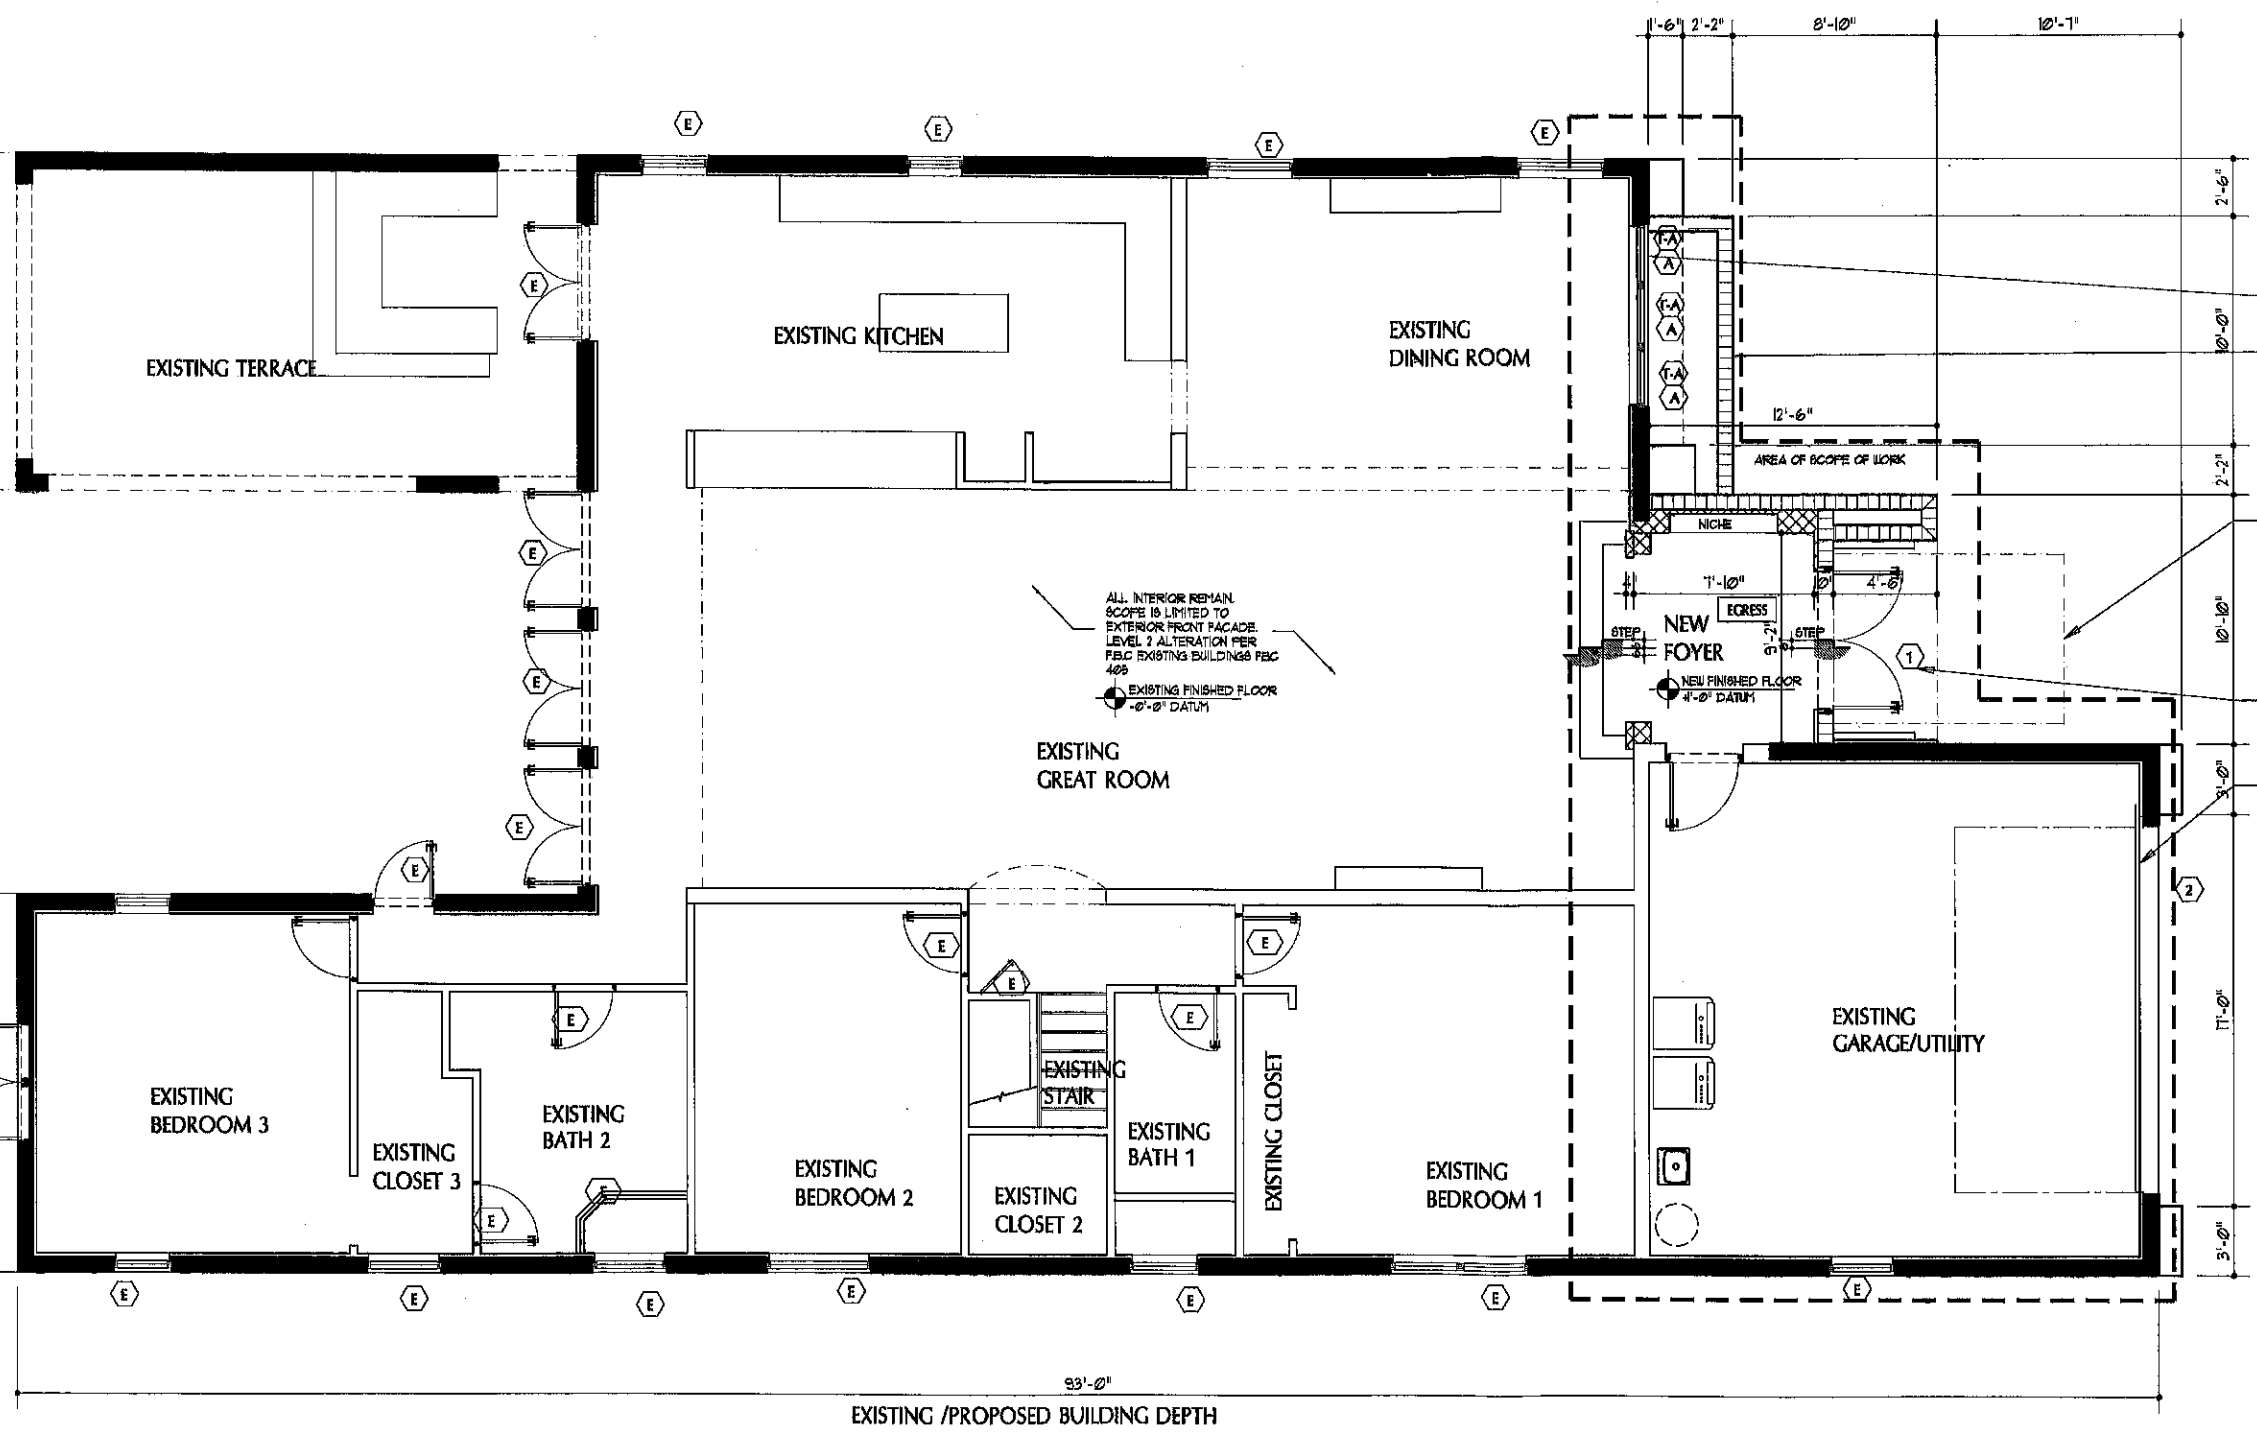 1'-6" 2'-2" 8'-10" 10'-7"
E E E E
2'-6"
T-A
A
T-A
A
T-A
A
10'-0"
E
EXISTING TERRACE
EXISTING KITCHEN
EXISTING
DINING ROOM
12'-6"
AREA OF SCOPE OF WORK
2'-2"
NICHE
E
4" 7'-10" 4'-6"
EGRESS
ALL INTERIOR REMAIN.
SCOPE IS LIMITED TO
EXTERIOR FRONT FACADE.
LEVEL 2 ALTERATION PER
F.B.C EXISTING BUILDINGS FBC
405
NEW
FOYER
STEP
STEP
9'-2"
10'-10"
1
E
EXISTING FINISHED FLOOR
-0'-0" DATUM
NEW FINISHED FLOOR
DATUM
EXISTING
GREAT ROOM
3'-0"
E
E
2
E
E
E
E
E
E
EXISTING
BEDROOM 3
EXISTING
CLOSET 3
EXISTING
BATH 2
E
E
EXISTING
BEDROOM 2
EXISTING
STAIR
EXISTING
CLOSET 2
EXISTING
BATH 1
EXISTING CLOSET
EXISTING
BEDROOM 1
EXISTING
GARAGE/UTILITY
17'-0"
3'-0"
E E E E E E E
93'-0"
EXISTING /PROPOSED BUILDING DEPTH